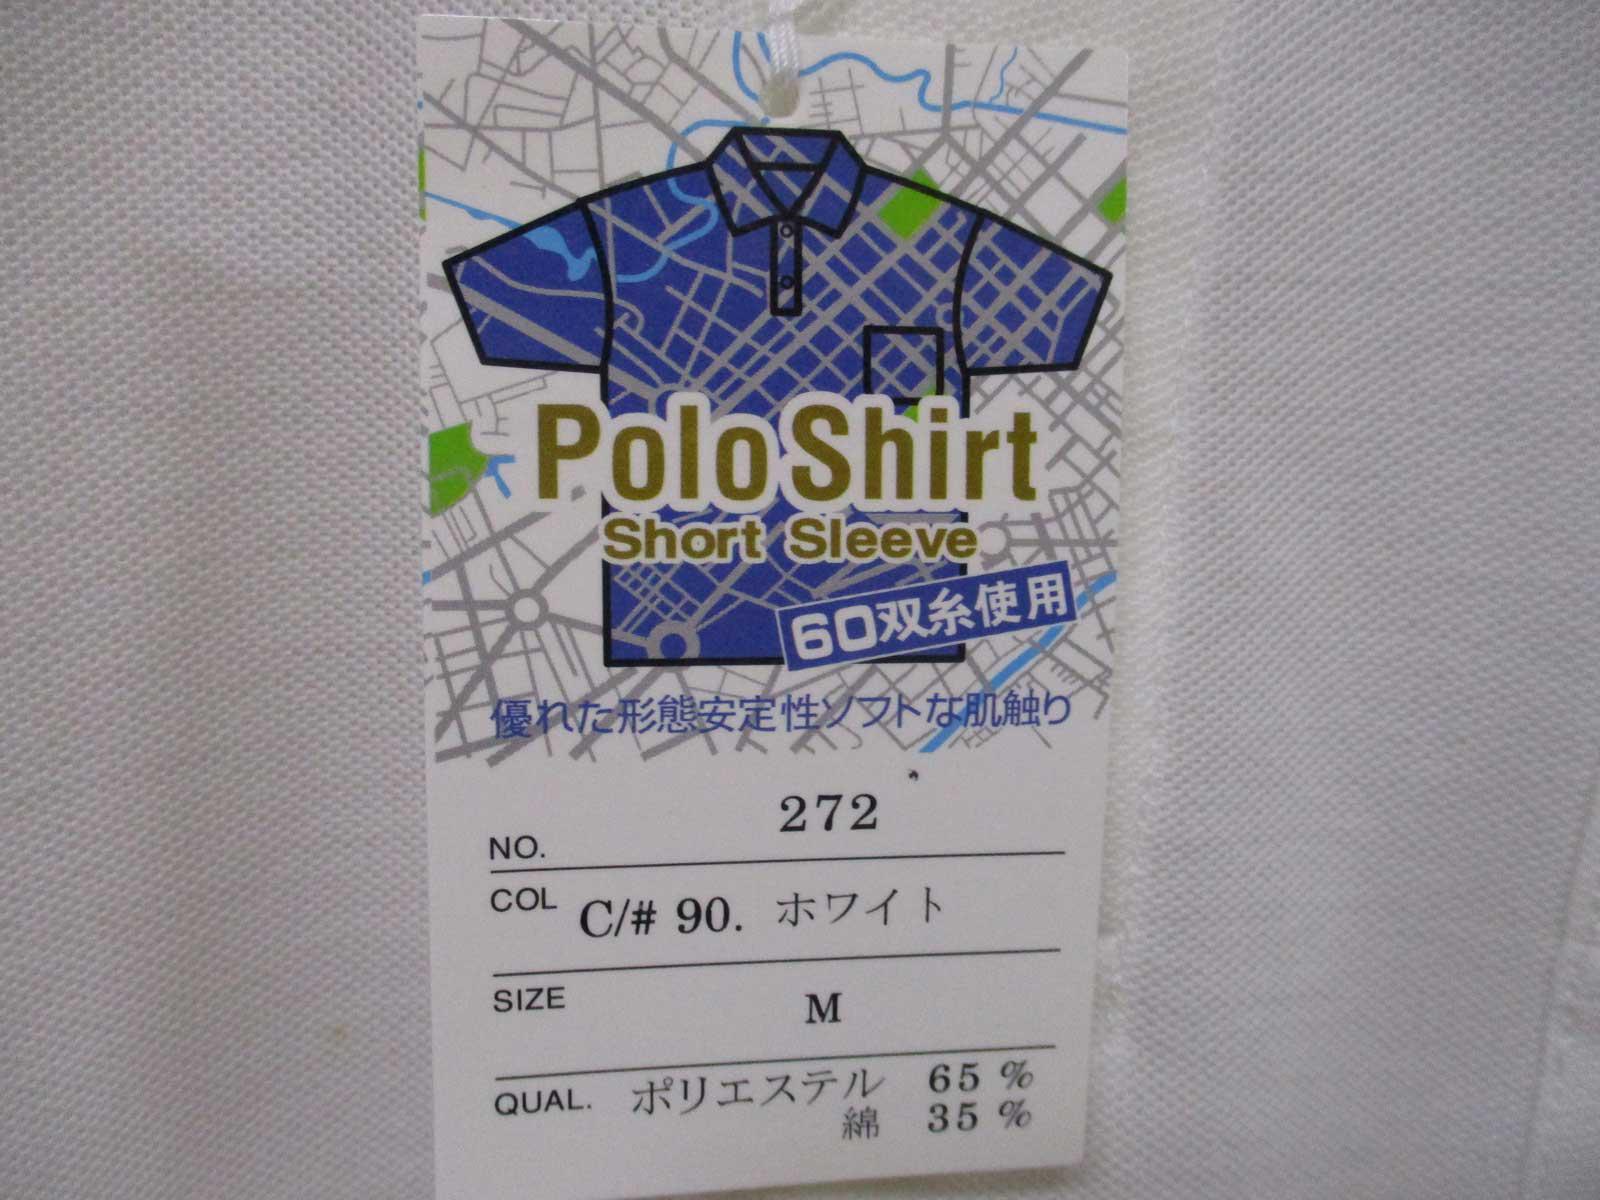 Polo Shirt
Short Sleeve
60双糸使用
優れた形態安定性ソフトな肌触り
NO. 272
COL C/# 90. ホワイト
SIZE M
QUAL. ポリエステル 65 %
綿 35 %